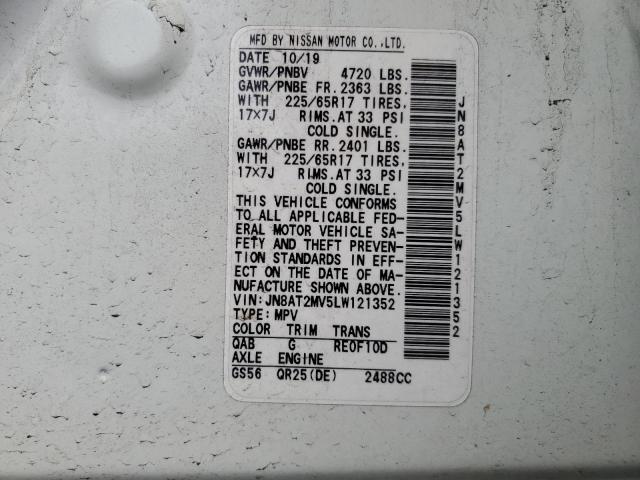 MFD BY NISSAN MOTOR CO.,LTD.
DATE 10/19
GVWR/PNBV 4720 LBS.
GAWR/PNBE FR. 2363 LBS.
WITH 225/65R17 TIRES,
17X7J RIMS.AT 33 PSI
COLD SINGLE.
GAWR/PNBE RR. 2401 LBS.
WITH 225/65R17 TIRES,
17X7J RIMS.AT 33 PSI
COLD SINGLE.
THIS VEHICLE CONFORMS
TO ALL APPLICABLE FED-
ERAL MOTOR VEHICLE SA-
FETY AND THEFT PREVEN-
TION STANDARDS IN EFF-
ECT ON THE DATE OF MA-
NUFACTURE SHOWN ABOVE.
VIN:JN8AT2MV5LW121352
TYPE: MPV
COLOR TRIM TRANS
QAB G RE0F10D
AXLE ENGINE
GS56 QR25(DE) 2488CC
JN8AT2MV5LW121352